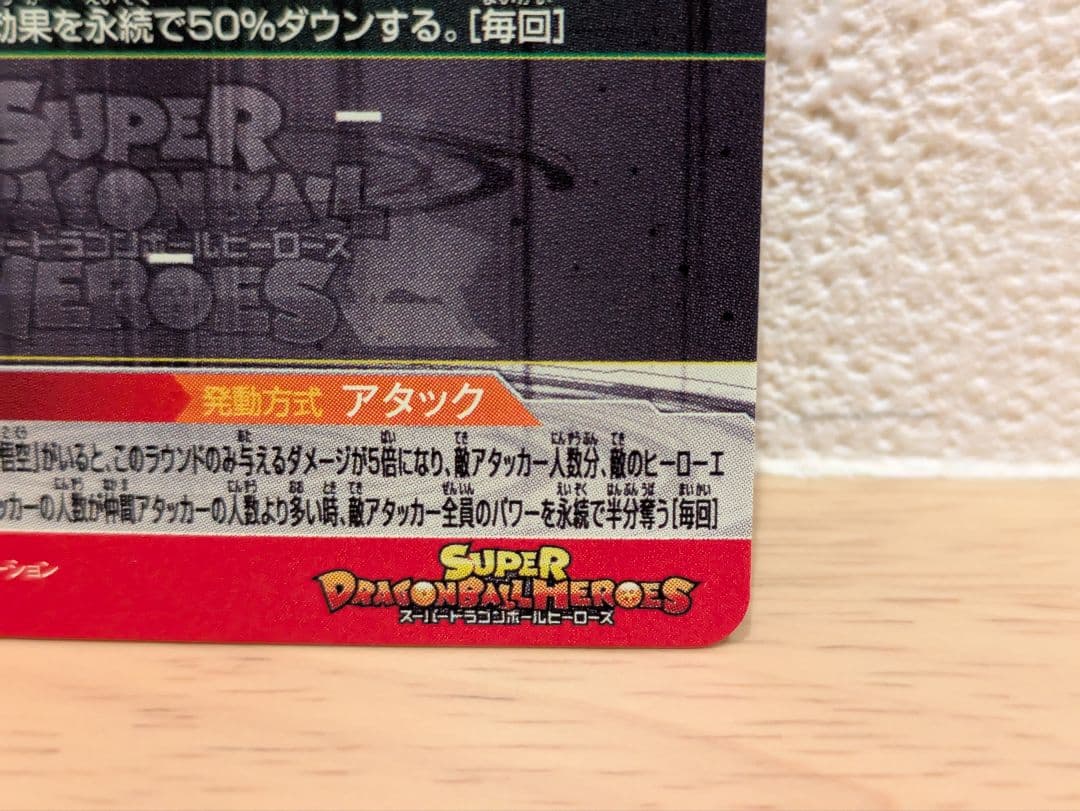 効果を永続で50%ダウンする。[毎回]
SUPER
DRAGON BALL
スーパードラゴンボールヒーローズ
HEROES
発動方式 アタック
悟空」がいると、このラウンドのみ与えるダメージが5倍になり、敵アタッカー人数分、敵のヒーローエ
ッカーの人数が仲間アタッカーの人数より多い時、敵アタッカー全員のパワーを永続で半分奪う[毎回]
ーション
SUPER
DRAGONBALL HEROES
スーパードラゴンボールヒーローズ